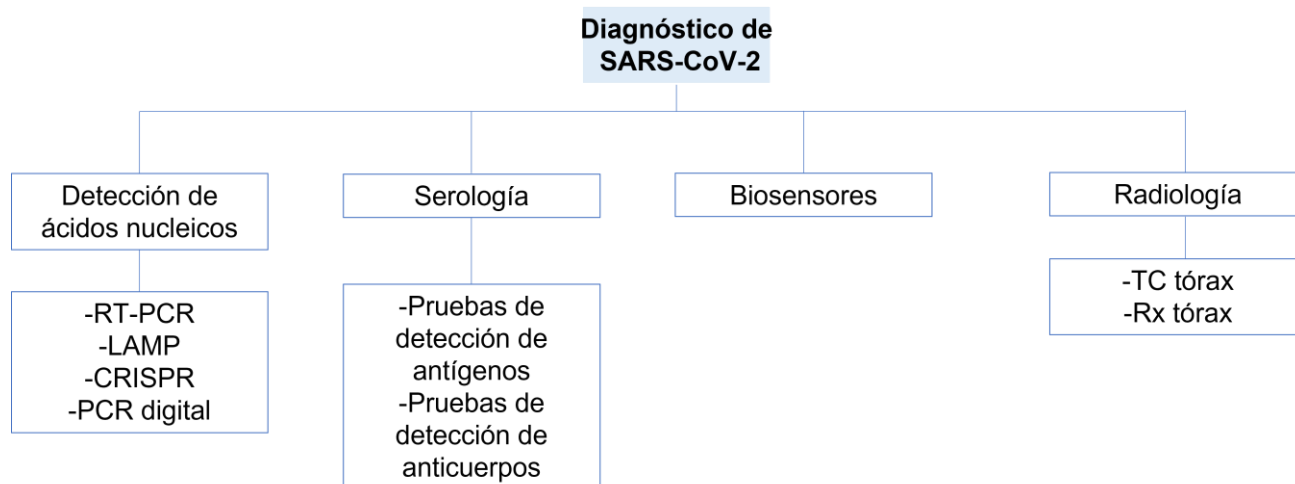 Diagnóstico de
SARS-CoV-2
Detección de
ácidos nucleicos
Serología
Biosensores
Radiología
-RT-PCR
-LAMP
-CRISPR
-PCR digital
-Pruebas de
detección de
antígenos
-Pruebas de
detección de
anticuerpos
-TC tórax
-Rx tórax